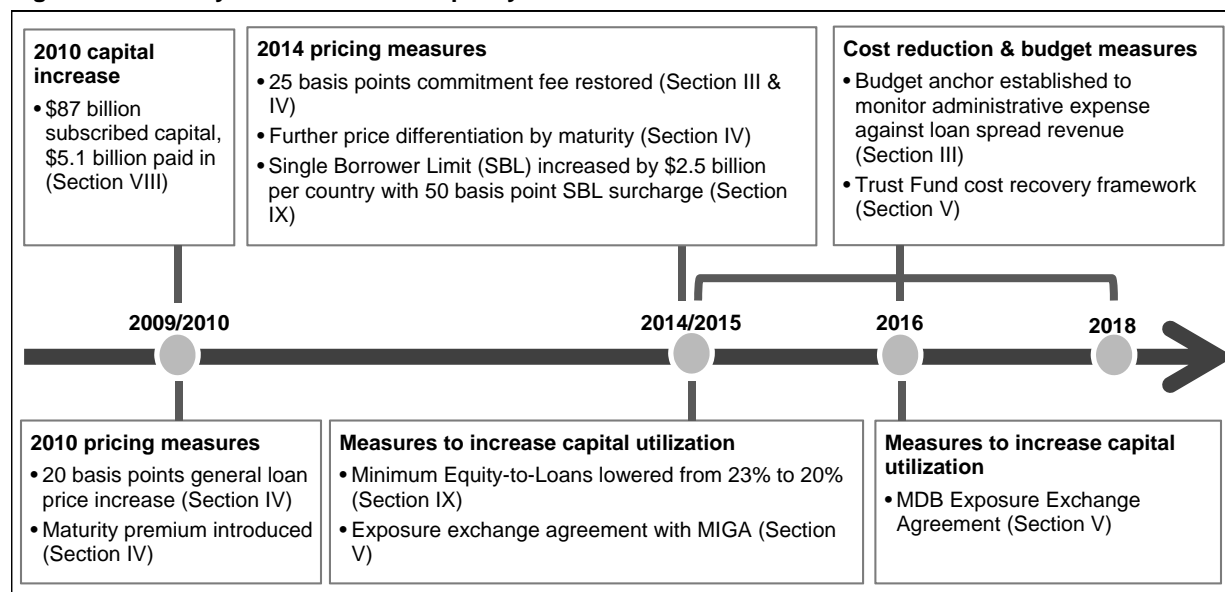 2010 capital
increase
• $87 billion
subscribed capital,
$5.1 billion paid in
(Section VIII)
2014 pricing measures
• 25 basis points commitment fee restored (Section III &
IV)
• Further price differentiation by maturity (Section IV)
• Single Borrower Limit (SBL) increased by $2.5 billion
per country with 50 basis point SBL surcharge (Section
IX)
Cost reduction & budget measures
• Budget anchor established to
monitor administrative expense
against loan spread revenue
(Section III)
• Trust Fund cost recovery framework
(Section V)
2009/2010
2014/2015
2016
2018
2010 pricing measures
• 20 basis points general loan
price increase (Section IV)
• Maturity premium introduced
(Section IV)
Measures to increase capital utilization
• Minimum Equity-to-Loans lowered from 23% to 20%
(Section IX)
• Exposure exchange agreement with MIGA (Section
V)
Measures to increase capital
utilization
• MDB Exposure Exchange
Agreement (Section V)